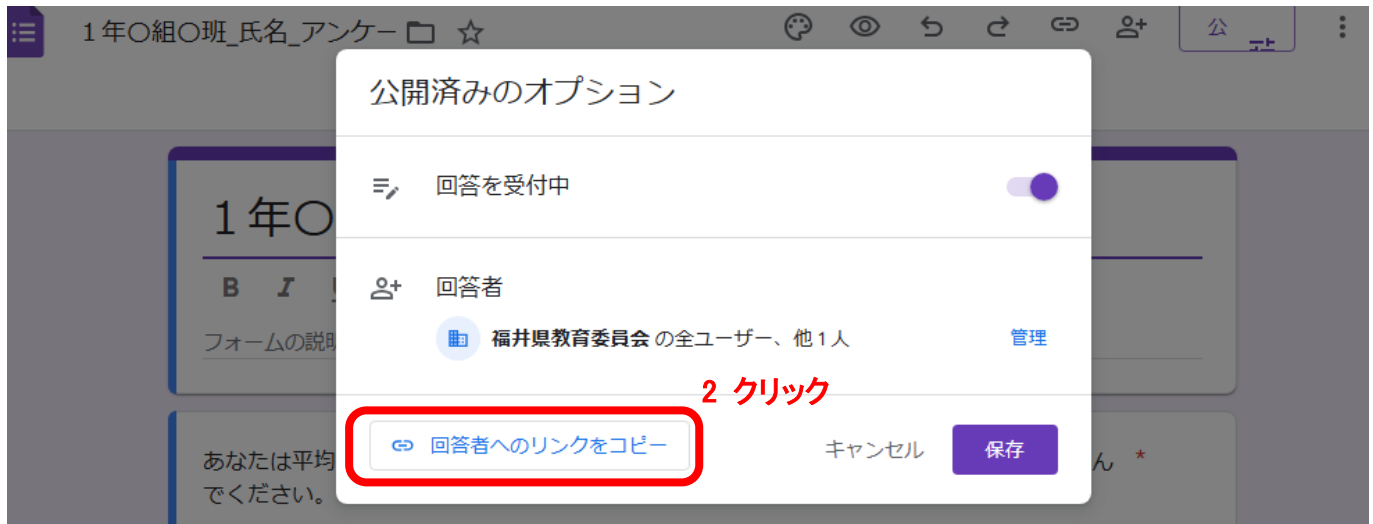 １年〇組〇班_氏名_アンケー
公
公開済みのオプション
回答を受付中
１年〇
B I U
回答者
フォームの説明
福井県教育委員会 の全ユーザー、他 1 人
管理
2 クリック
回答者へのリンクをコピー
キャンセル
保存
あなたは平均
ん *
でください。